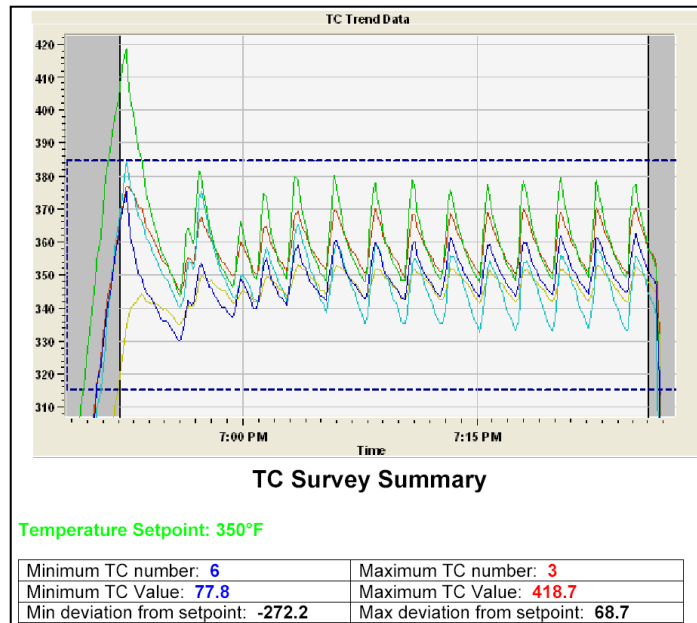 TC Trend Data
420
410
400
390
380
370
360
350
340
330
320
310
7:00 PM 7:15 PM
Time
TC Survey Summary
Temperature Setpoint: 350°F
Minimum TC number: 6 Maximum TC number: 3
Minimum TC Value: 77.8 Maximum TC Value: 418.7
Min deviation from setpoint: -272.2 Max deviation from setpoint: 68.7